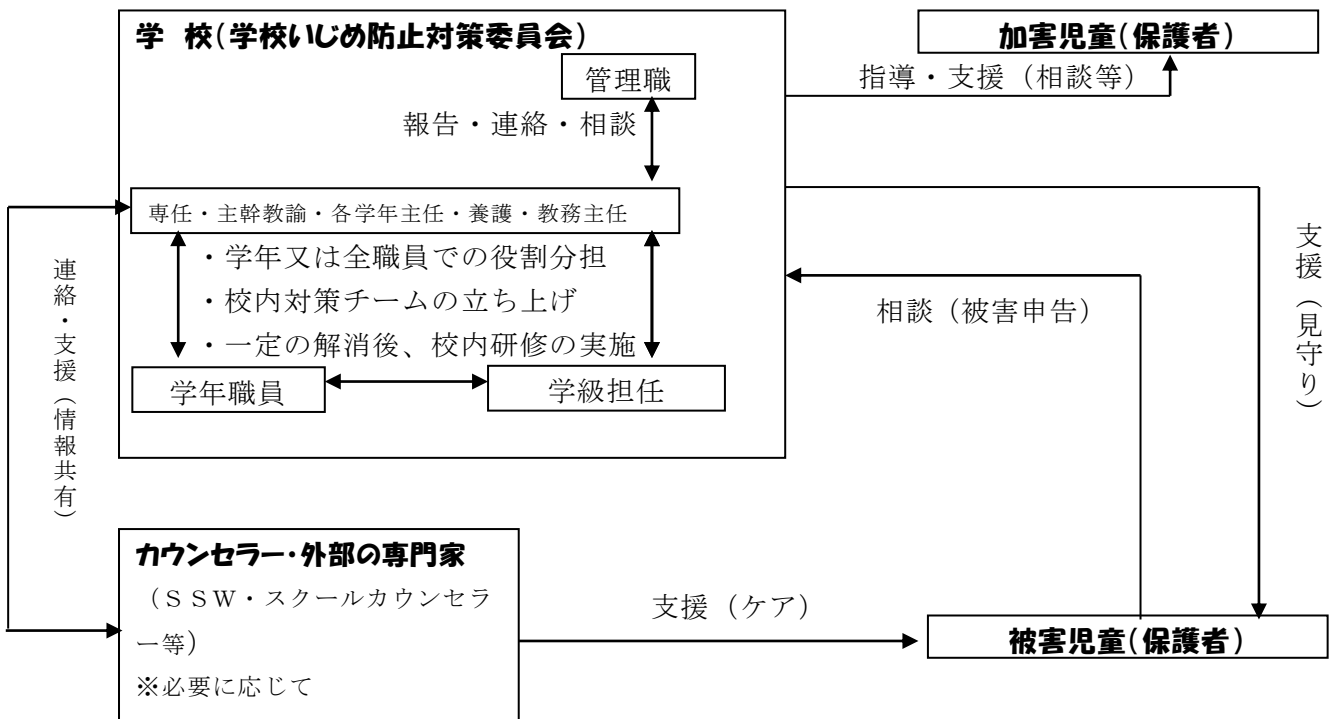 学　校(学校いじめ防止対策委員会)
管理職
報告・連絡・相談
専任・主幹教諭・各学年主任・養護・教務主任
・学年又は全職員での役割分担
・校内対策チームの立ち上げ
・一定の解消後、校内研修の実施
学年職員
学級担任
加害児童(保護者)
指導・支援（相談等）
相談（被害申告）
支援（見守り）
連絡・支援（情報共有）
カウンセラー・外部の専門家
（ＳＳＷ・スクールカウンセラ
ー等）
※必要に応じて
支援（ケア）
被害児童(保護者)